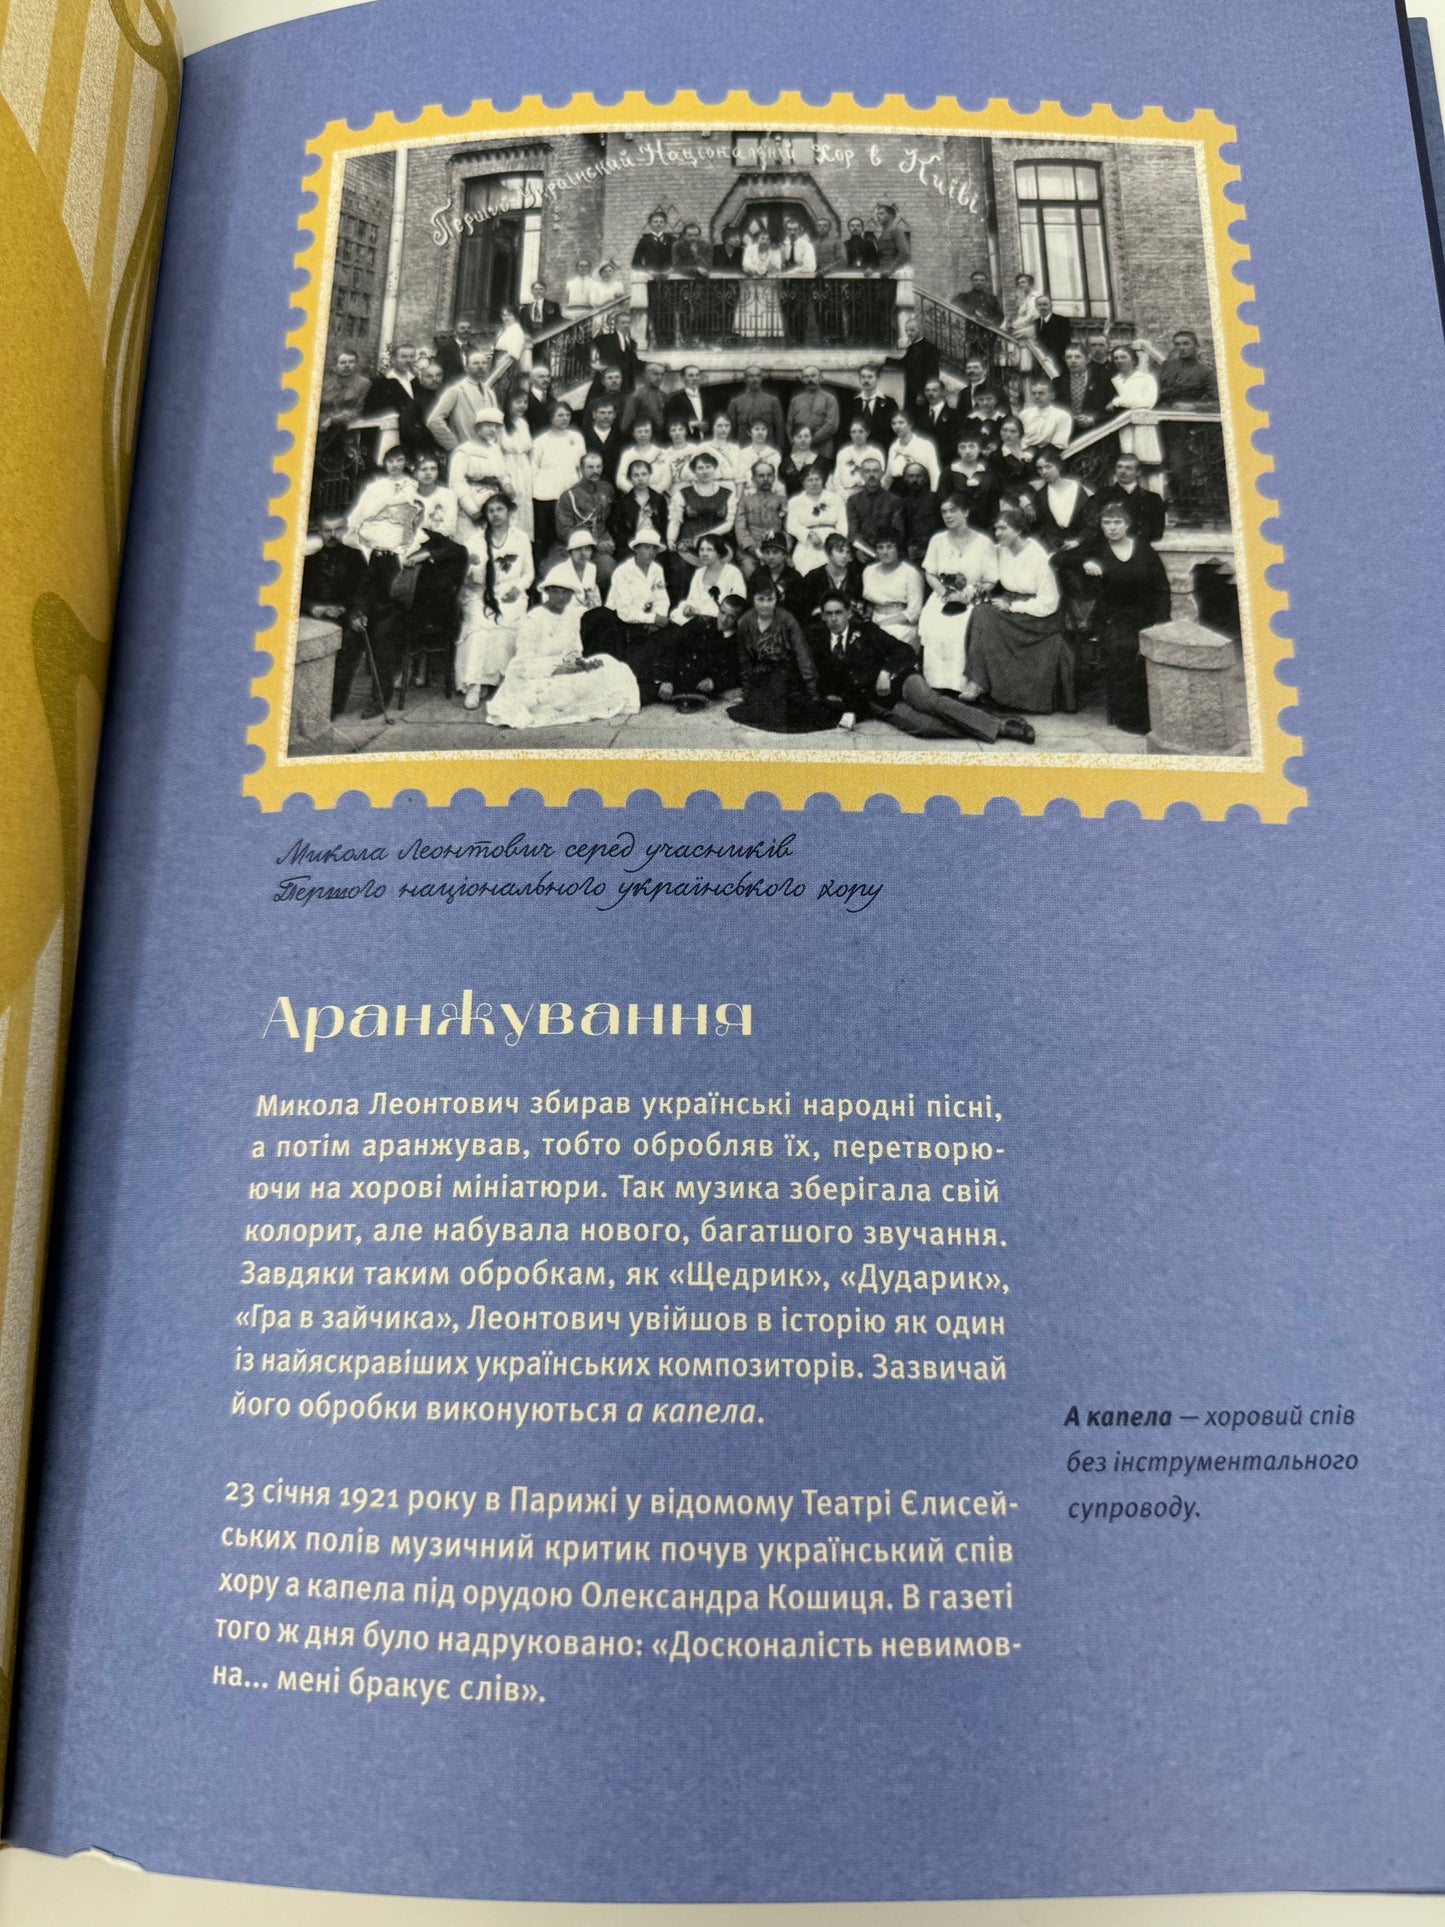 Перший Український Національний Хор в Київі
Микола Леонтович серед учасників
Першого національного українського хору
Аранжування
Микола Леонтович збирав українські народні пісні,
а потім аранжував, тобто обробляв їх, перетворю-
ючи на хорові мініатюри. Так музика зберігала свій
колорит, але набувала нового, багатшого звучання.
Завдяки таким обробкам, як «Щедрик», «Дударик»,
«Гра в зайчика», Леонтович увійшов в історію як один
із найяскравіших українських композиторів. Зазвичай
його обробки виконуються а капела.
А капела — хоровий спів
без інструментального
супроводу.
23 січня 1921 року в Парижі у відомому Театрі Єлисей-
ських полів музичний критик почув український спів
хору а капела під орудою Олександра Кошиця. В газеті
того ж дня було надруковано: «Досконалість невимов-
на... мені бракує слів».